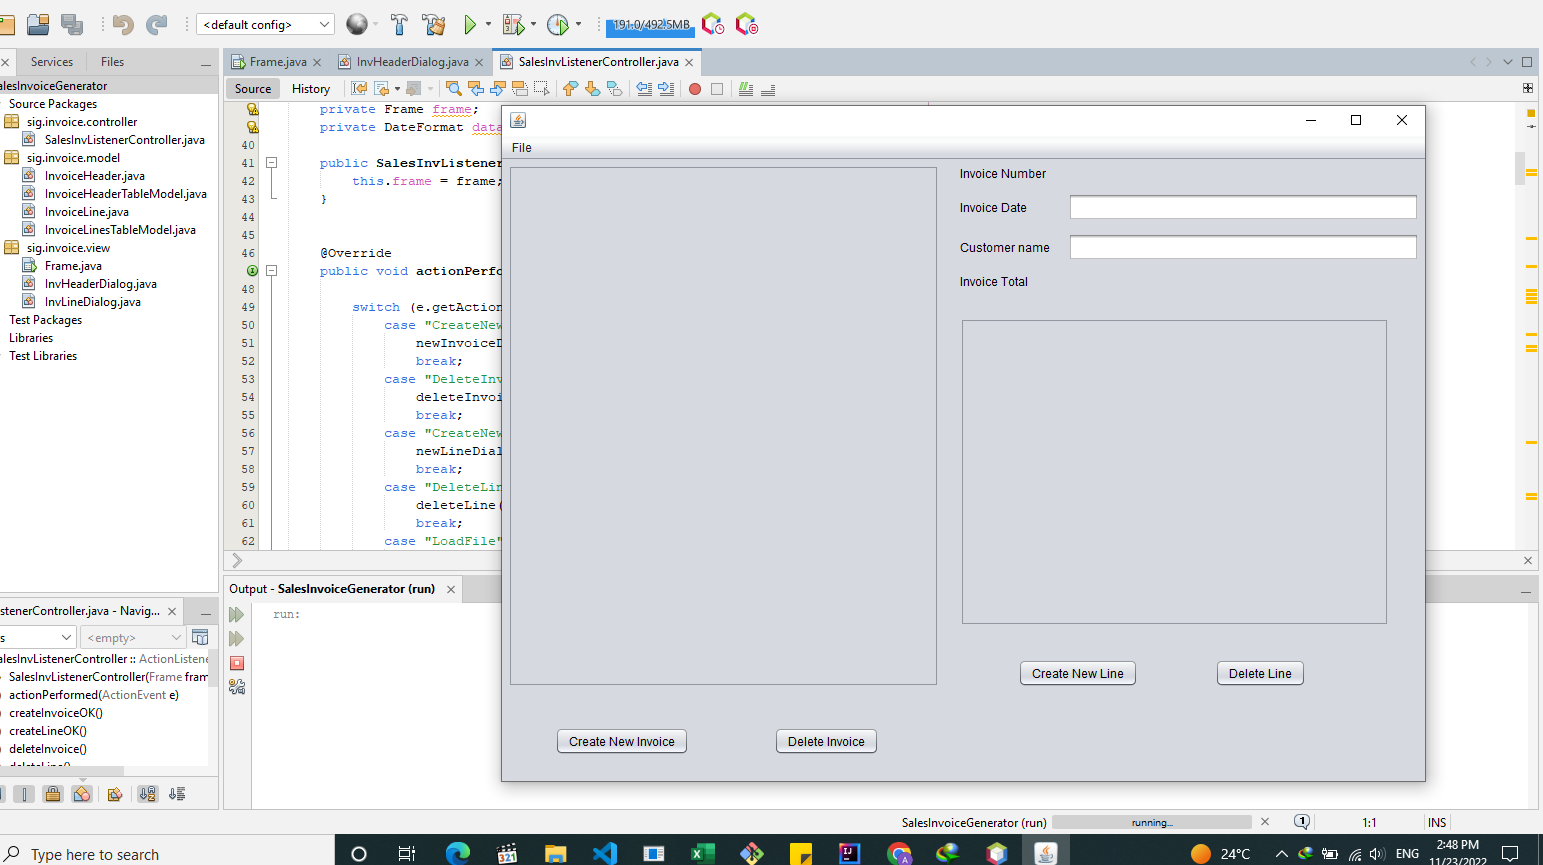 <default config>
191.0/492.5MB
Services
Files
Frame.java
InvHeaderDialog.java
SalesInvListenerController.java
alesInvoiceGenerator
Source Packages
sig.invoice.controller
SalesInvListenerController.java
sig.invoice.model
InvoiceHeader.java
InvoiceHeaderTableModel.java
InvoiceLine.java
InvoiceLinesTableModel.java
sig.invoice.view
Frame.java
InvHeaderDialog.java
InvLineDialog.java
Test Packages
Libraries
Test Libraries
Source
History
private Frame frame;
private DateFormat data
40
41 public SalesInvListener
42 this.frame = frame;
43 }
44
45
46 @Override
public void actionPerfo
48
49 switch (e.getAction
50 case "CreateNew
51 newInvoiceD
52 break;
53 case "DeleteInv
54 deleteInvoi
55 break;
56 case "CreateNew
57 newLineDial
58 break;
59 case "DeleteLin
60 deleteLine(
61 break;
62 case "LoadFile"
File
Invoice Number
Invoice Date
Customer name
Invoice Total
Create New Line
Delete Line
Create New Invoice
Delete Invoice
Output - SalesInvoiceGenerator (run)
run:
stenerController.java - Navig...
s
<empty>
alesInvListenerController :: ActionListene
SalesInvListenerController(Frame fram
actionPerformed(ActionEvent e)
createInvoiceOK()
createLineOK()
deleteInvoice()
deleteLine()
SalesInvoiceGenerator (run)
running...
1
1:1
INS
Type here to search
24°C
ENG
2:48 PM
11/23/2022